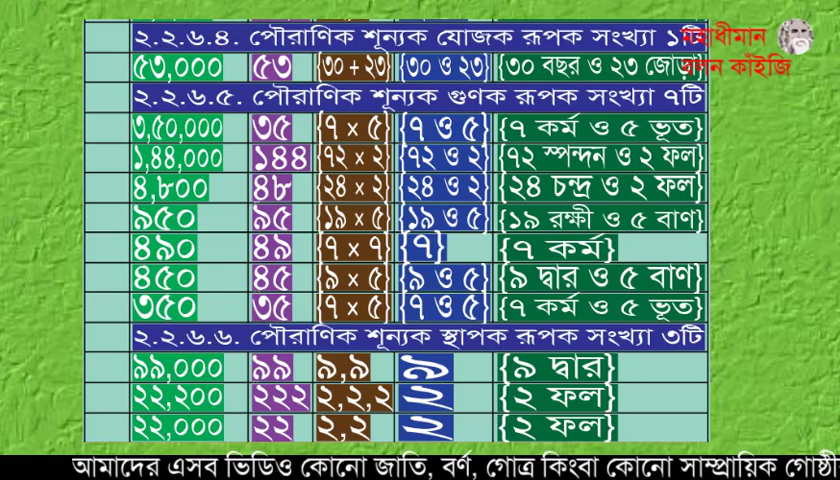 ২.২.৬.৪. পৌরাণিক শূন্যক যোজক রূপক সংখ্যা ১টি
৫৩,০০০ ৫৩ {৩০ + ২৩} {৩০ ও ২৩} {৩০ বছর ও ২৩ জোড়া}
২.২.৬.৫. পৌরাণিক শূন্যক গুণক রূপক সংখ্যা ৭টি
৩,৫০,০০০ ৩৫ {৭ × ৫} {৭ ও ৫} {৭ কর্ম ও ৫ ভূত}
১,৪৪,০০০ ১৪৪ {৭২ × ২} {৭২ ও ২} {৭২ স্পন্দন ও ২ ফল}
৪,৮০০ ৪৮ {২৪ × ২} {২৪ ও ২} {২৪ চন্দ্র ও ২ ফল}
৯৫০ ৯৫ {১৯ × ৫} {১৯ ও ৫} {১৯ রক্ষী ও ৫ বাণ}
৪৯০ ৪৯ {৭ × ৭} {৭} {৭ কর্ম}
৪৫০ ৪৫ {৯ × ৫} {৯ ও ৫} {৯ দ্বার ও ৫ বাণ}
৩৫০ ৩৫ {৭ × ৫} {৭ ও ৫} {৭ কর্ম ও ৫ ভূত}
২.২.৬.৬. পৌরাণিক শূন্যক স্থাপক রূপক সংখ্যা ৩টি
৯৯,০০০ ৯৯ ৯,৯ ৯ {৯ দ্বার}
২২,২০০ ২২২ ২,২,২ ২ {২ ফল}
২২,০০০ ২২ ২,২ ২ {২ ফল}
মহাধীমান
বলন কাঁইজি
আমাদের এসব ভিডিও কোনো জাতি, বর্ণ, গোত্র কিংবা কোনো সাম্প্রায়িক গোষ্ঠী